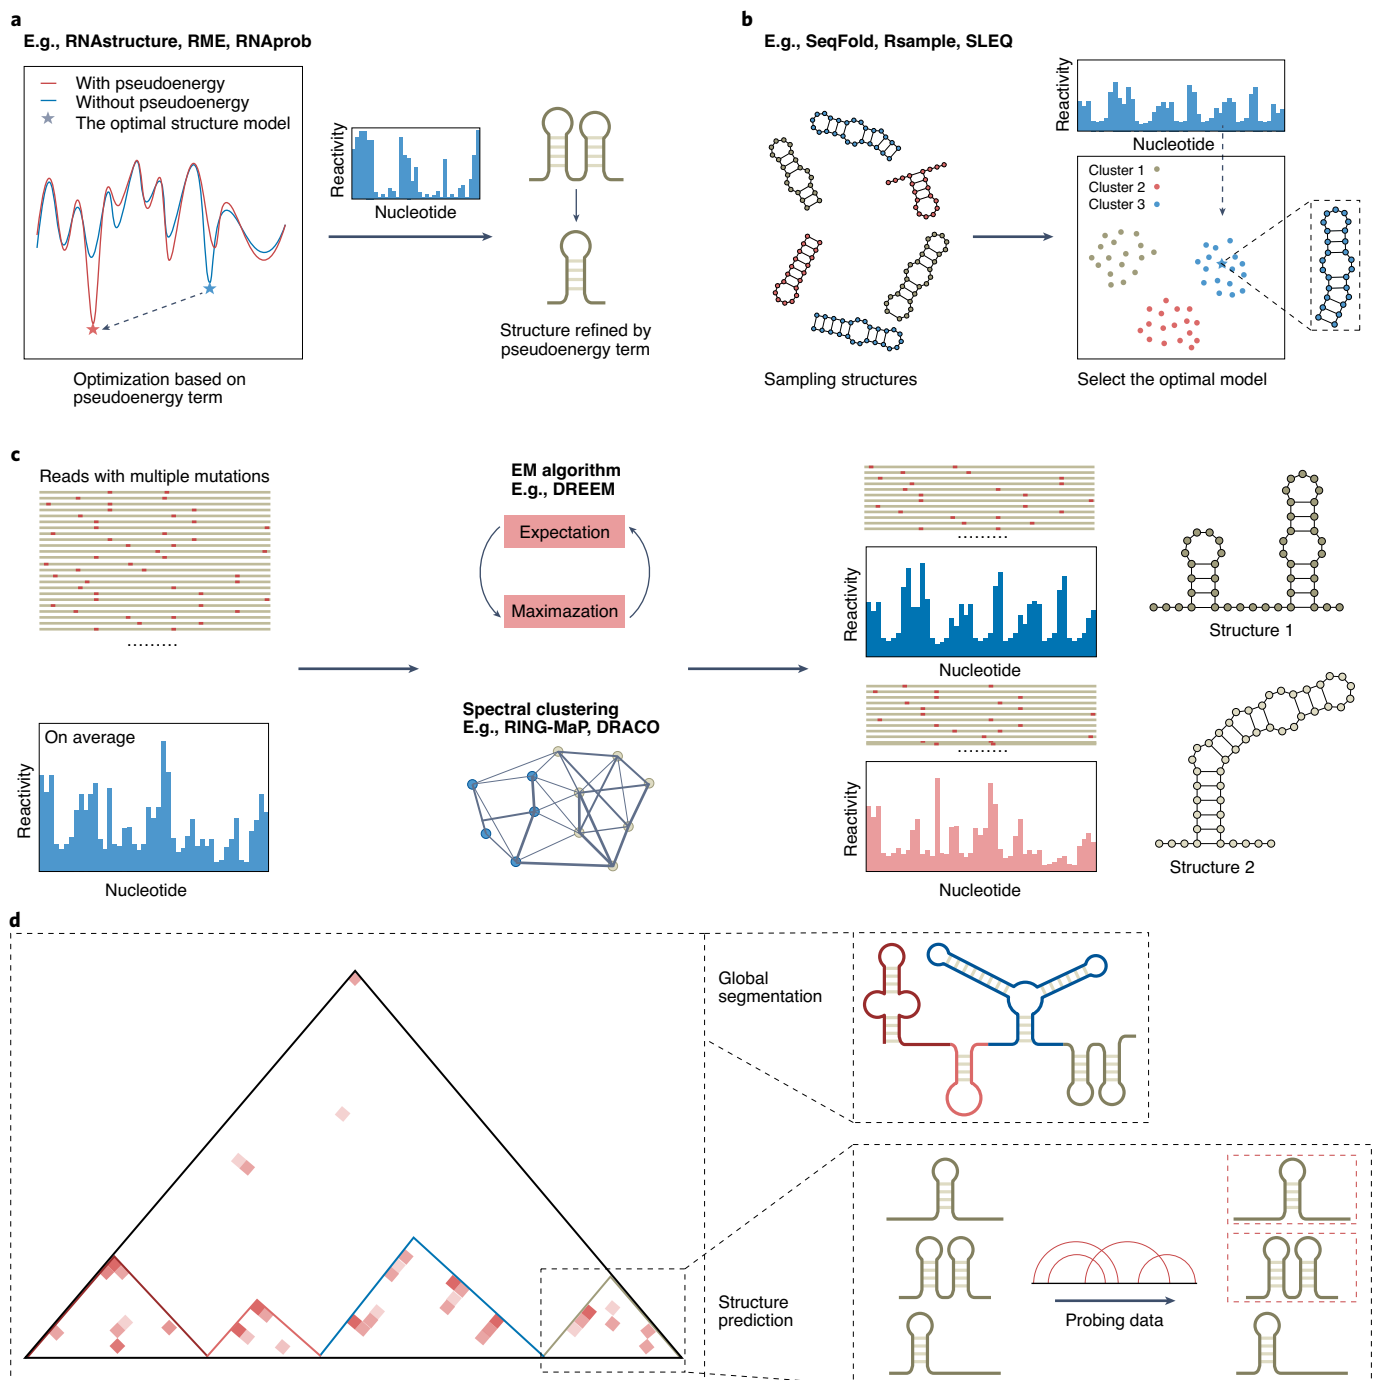 a
E.g., RNAstructure, RME, RNAprob
With pseudoenergy
Without pseudoenergy
The optimal structure model
Optimization based on
pseudoenergy term
Reactivity
Nucleotide
Structure refined by
pseudoenergy term
b
E.g., SeqFold, Rsample, SLEQ
Sampling structures
Reactivity
Nucleotide
Cluster 1
Cluster 2
Cluster 3
Select the optimal model
c
Reads with multiple mutations
.........
On average
Reactivity
Nucleotide
EM algorithm
E.g., DREEM
Expectation
Maximazation
Spectral clustering
E.g., RING-MaP, DRACO
.........
Reactivity
Nucleotide
Structure 1
.........
Reactivity
Nucleotide
Structure 2
d
Global
segmentation
Structure
prediction
Probing data